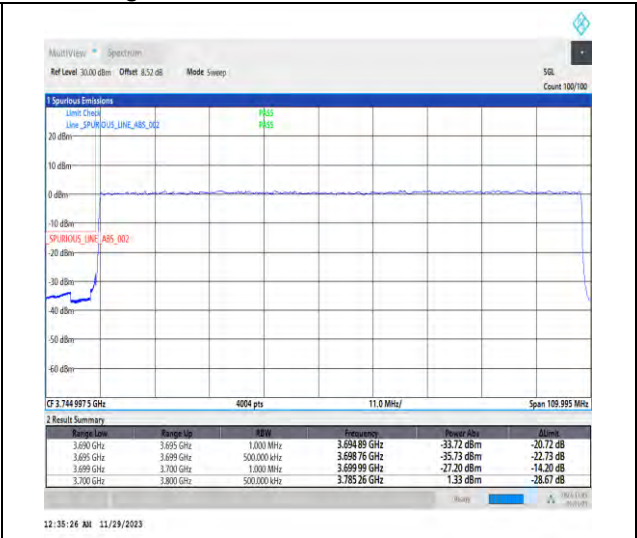 MultiView Spectrum
Ref Level 30.00 dBm Offset 8.52 dB Mode Sweep SGL
Count 100/100
1 Spurious Emissions
Limit Check PASS
Line _SPURIOUS_LINE_ABS_002 PASS
20 dBm
10 dBm
0 dBm
-10 dBm
_SPURIOUS_LINE_ABS_002
-20 dBm
-30 dBm
-40 dBm
-50 dBm
-60 dBm
CF 3.744 997 5 GHz 4004 pts 11.0 MHz/ Span 109.995 MHz
2 Result Summary
Range Low Range Up RBW Frequency Power Abs ΔLimit
3.690 GHz 3.695 GHz 1.000 MHz 3.694 89 GHz -33.72 dBm -20.72 dB
3.695 GHz 3.699 GHz 500.000 kHz 3.698 76 GHz -35.73 dBm -22.73 dB
3.699 GHz 3.700 GHz 1.000 MHz 3.699 99 GHz -27.20 dBm -14.20 dB
3.700 GHz 3.800 GHz 500.000 kHz 3.785 26 GHz 1.33 dBm -28.67 dB
Ready
12:35:26 AM 11/29/2023